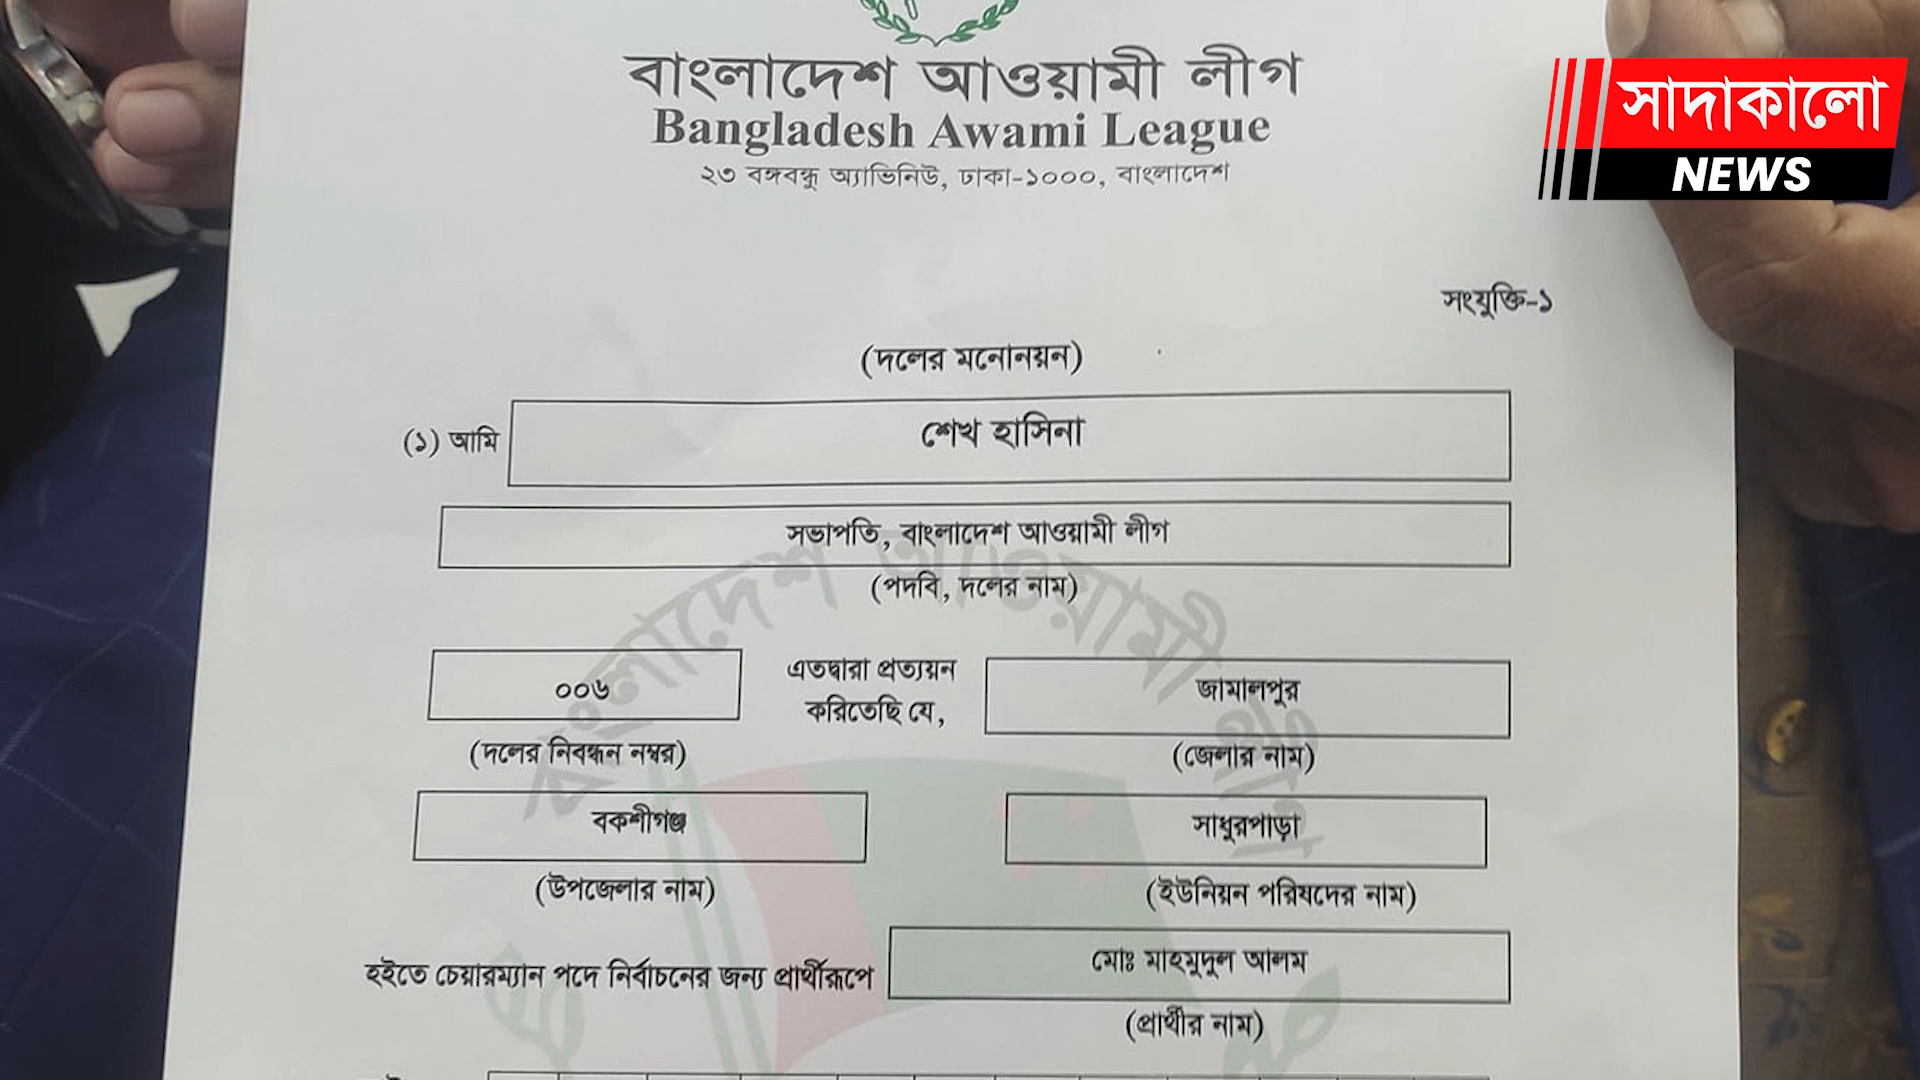 বাংলাদেশ আওয়ামী লীগ
Bangladesh Awami League
২৩ বঙ্গবন্ধু অ্যাভিনিউ, ঢাকা-১০০০, বাংলাদেশ
সাদাকালো
NEWS
সংযুক্তি-১
(দলের মনোনয়ন)
(১) আমি শেখ হাসিনা
সভাপতি, বাংলাদেশ আওয়ামী লীগ
(পদবি, দলের নাম)
০০৬ এতদ্বারা প্রত্যয়ন করিতেছি যে, জামালপুর
(দলের নিবন্ধন নম্বর) (জেলার নাম)
বকশীগঞ্জ সাধুরপাড়া
(উপজেলার নাম) (ইউনিয়ন পরিষদের নাম)
হইতে চেয়ারম্যান পদে নির্বাচনের জন্য প্রার্থীরূপে মোঃ মাহমুদুল আলম
(প্রার্থীর নাম)
বাংলাদেশ আওয়ামী লীগ